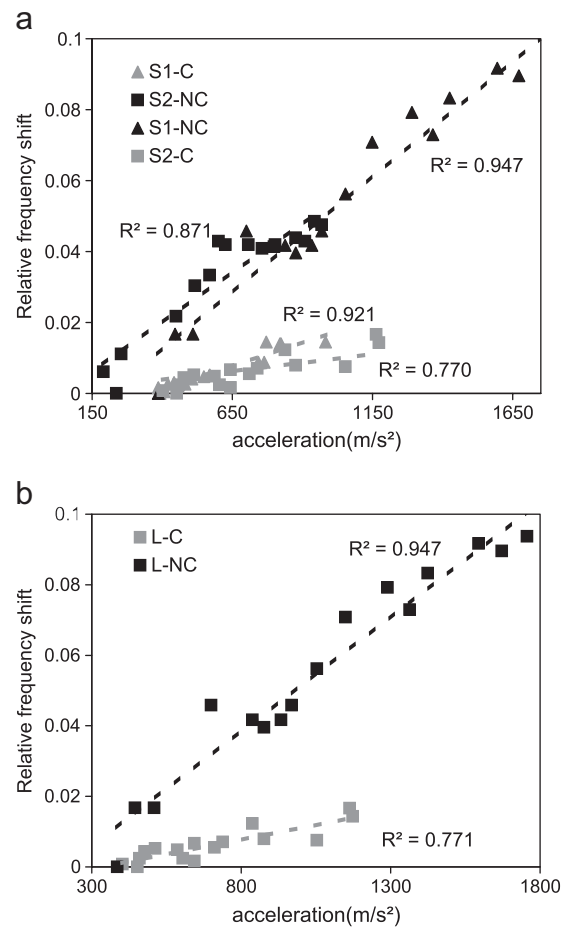 a
0.1
S1-C
0.08
S2-NC
S1-NC
S2-C
R² = 0.947
0.06
R² = 0.871
0.04
R² = 0.921
0.02
R² = 0.770
0
Relative frequency shift
150 650 1150 1650
acceleration(m/s²)
b
0.1
L-C
R² = 0.947
L-NC
0.08
0.06
0.04
0.02
R² = 0.771
0
Relative frequency shift
300 800 1300 1800
acceleration(m/s²)